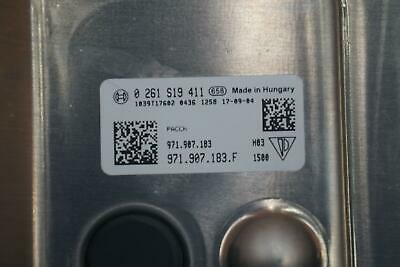 0 261 S19 411 658 Made in Hungary
1039T17602 0436 1258 17-09-04
971.907.183 H03
971.907.183.F 1500